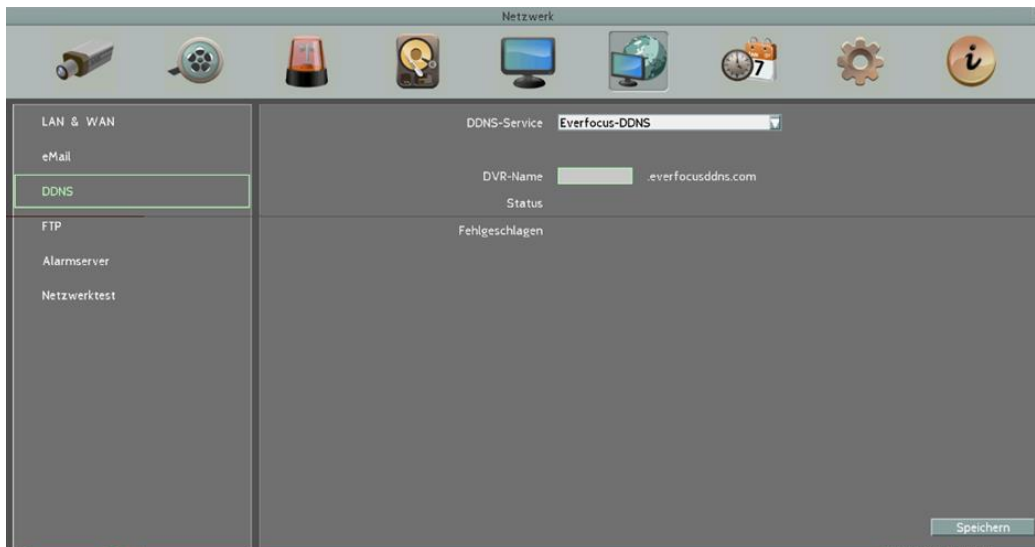 Netzwerk
7
i
LAN & WAN
eMail
DDNS
FTP
Alarmserver
Netzwerktest
DDNS-Service Everfocus-DDNS
DVR-Name .everfocusddns.com
Status
Fehlgeschlagen
Speichern